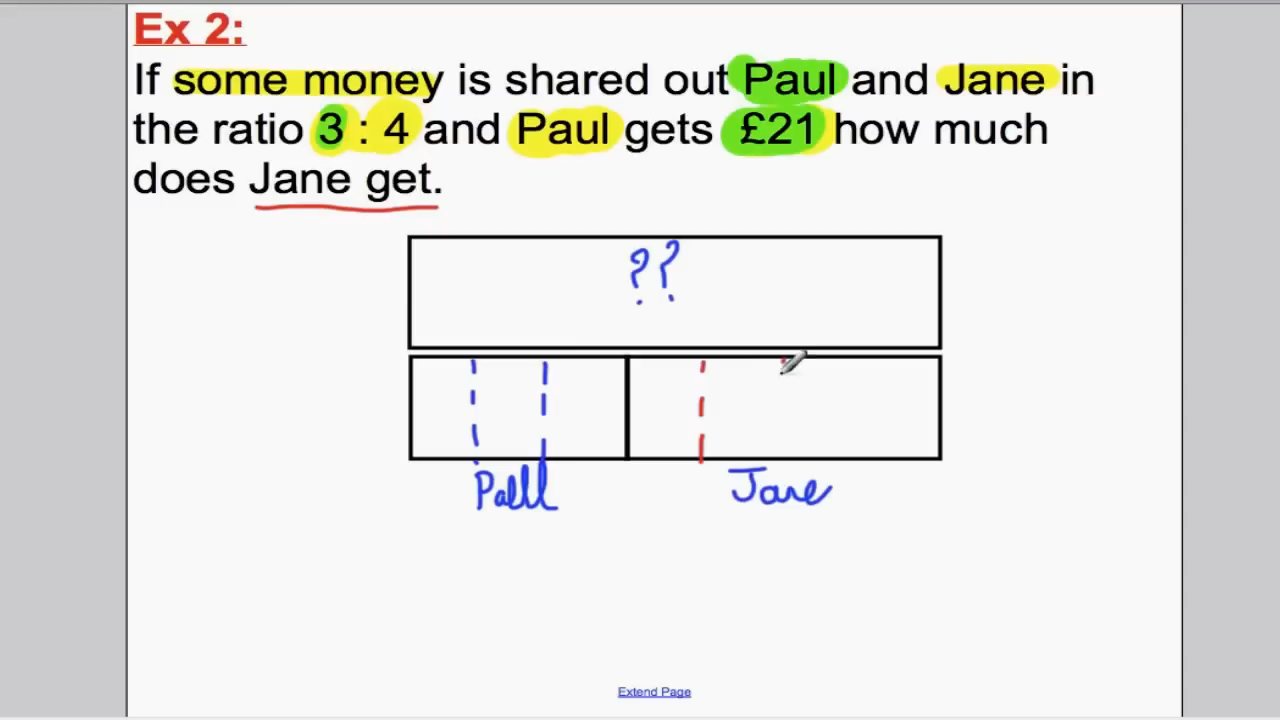 Ex 2:
If some money is shared out Paul and Jane in
the ratio 3 : 4 and Paul gets £21 how much
does Jane get.
??
Paul Jane
Extend Page